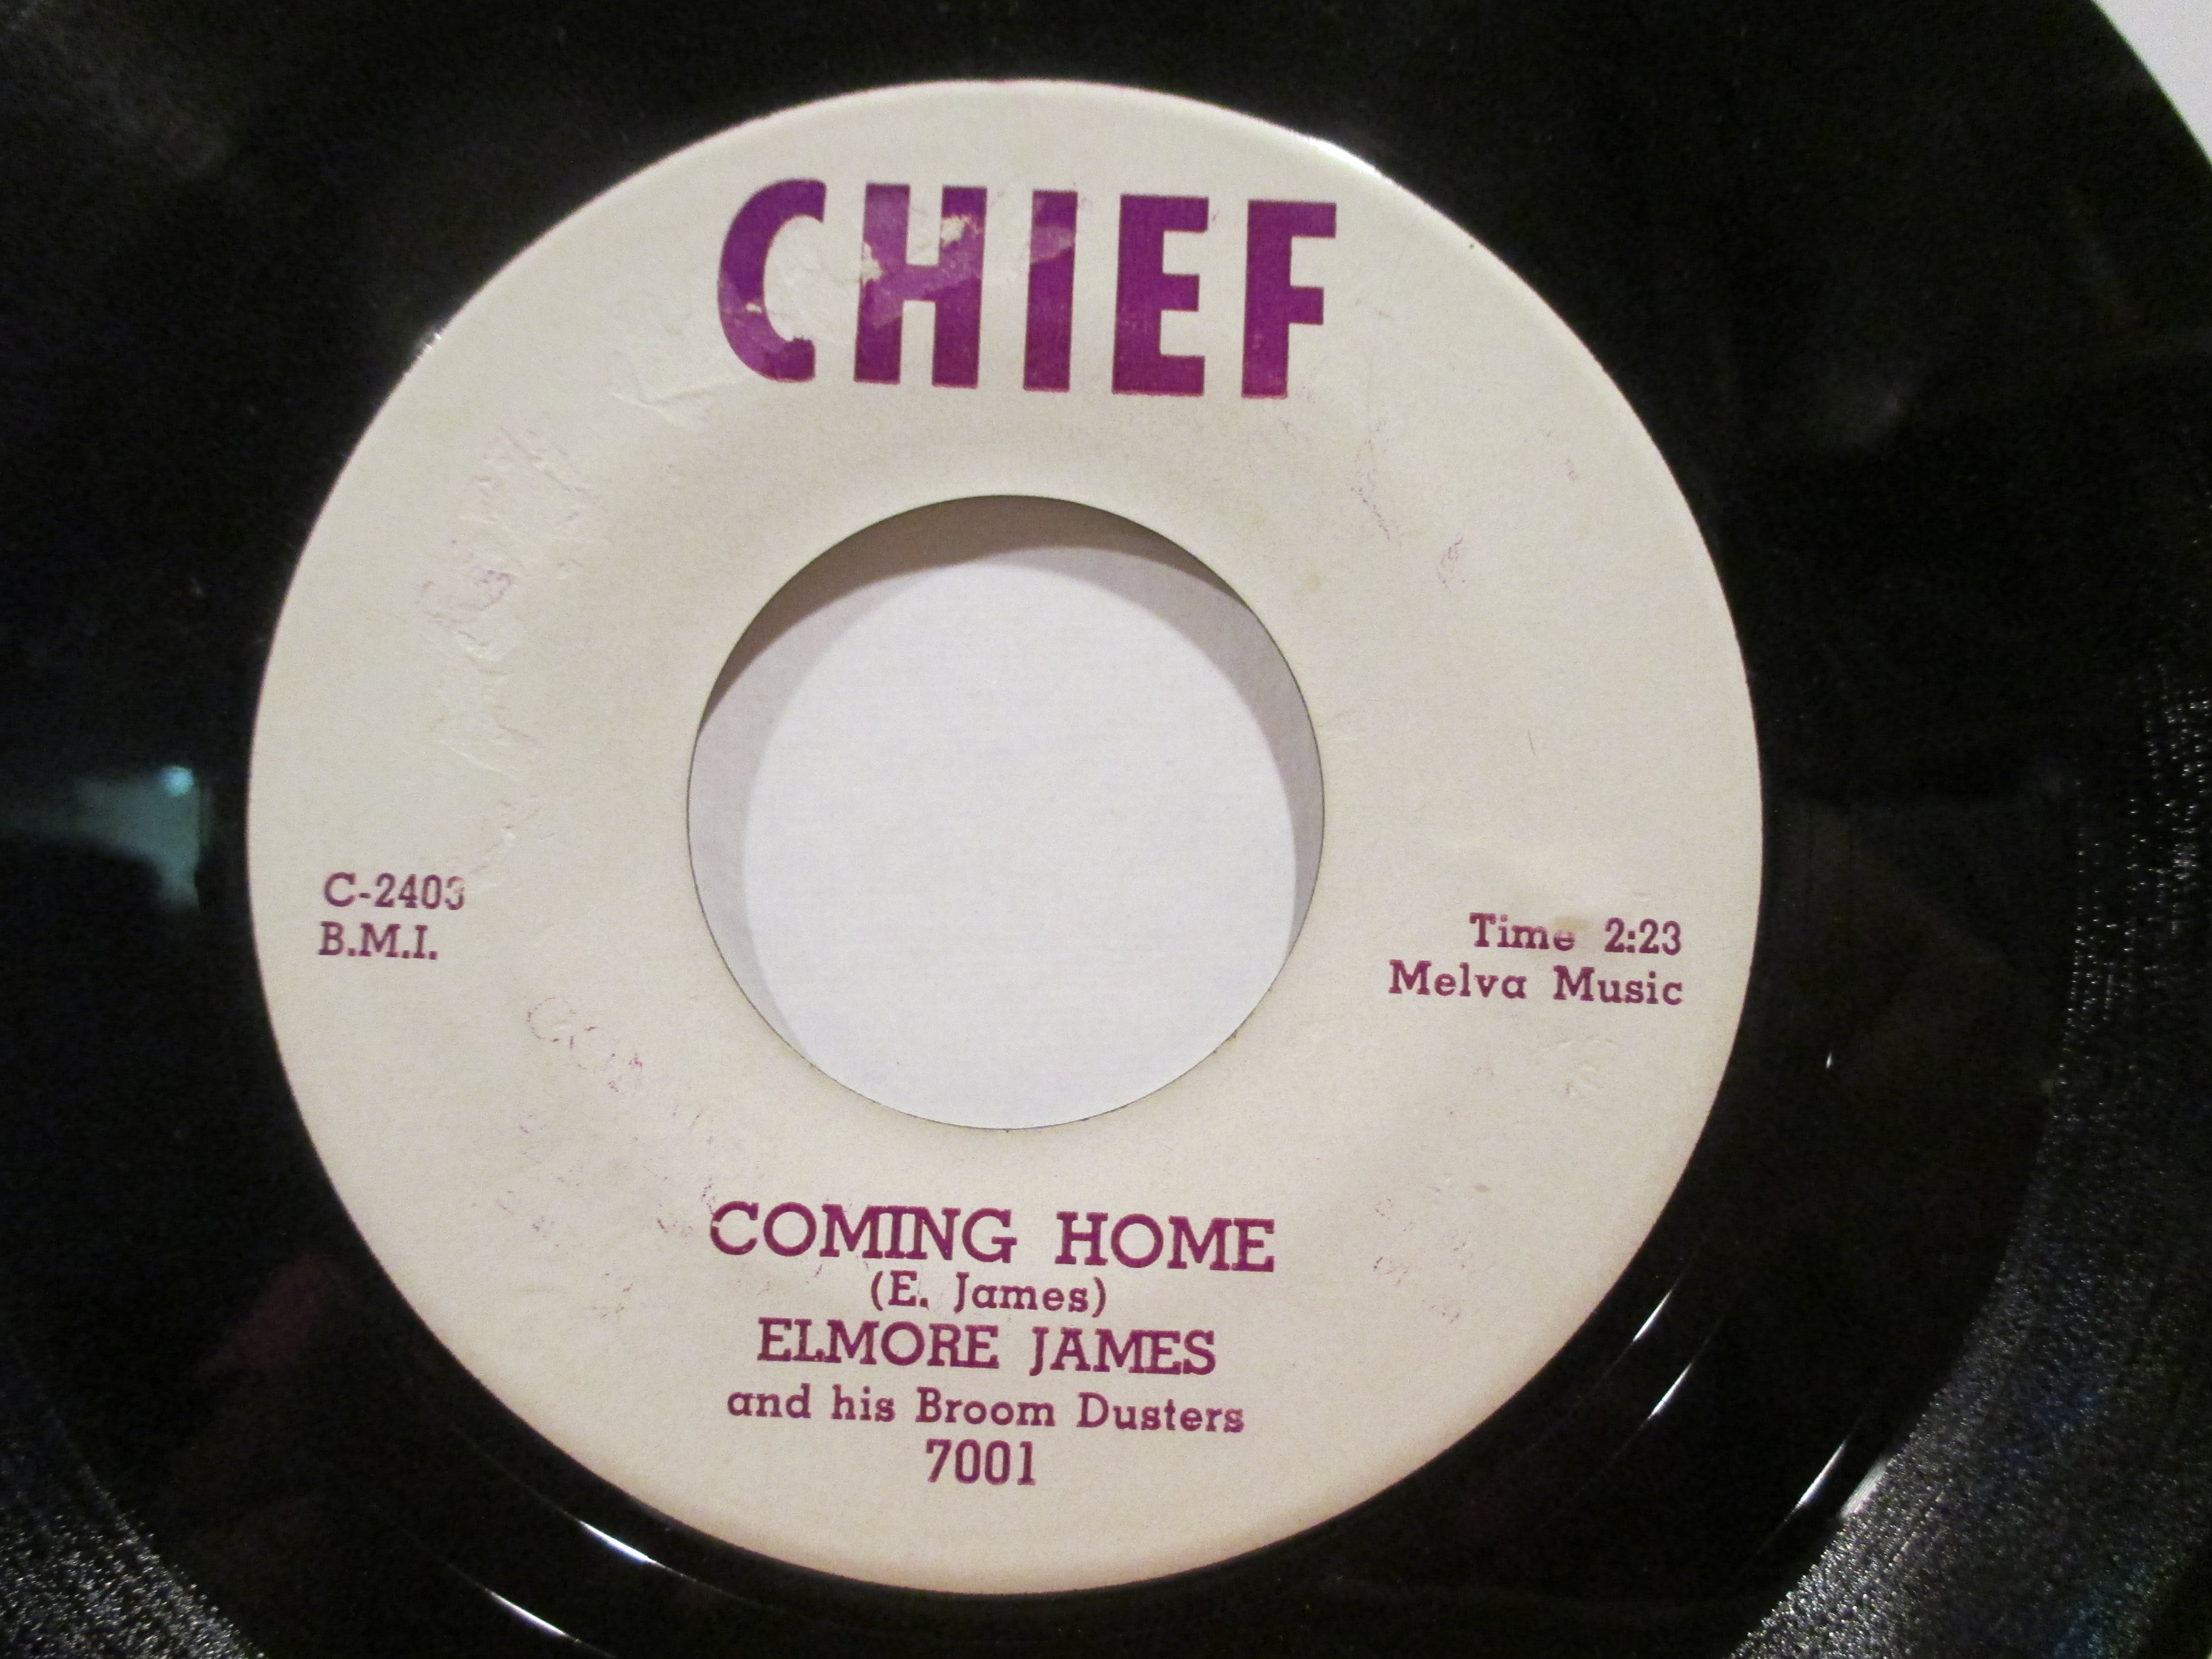 CHIEF
C-2403
B.M.I.
Time 2:23
Melva Music
COMING HOME
(E. James)
ELMORE JAMES
and his Broom Dusters
7001